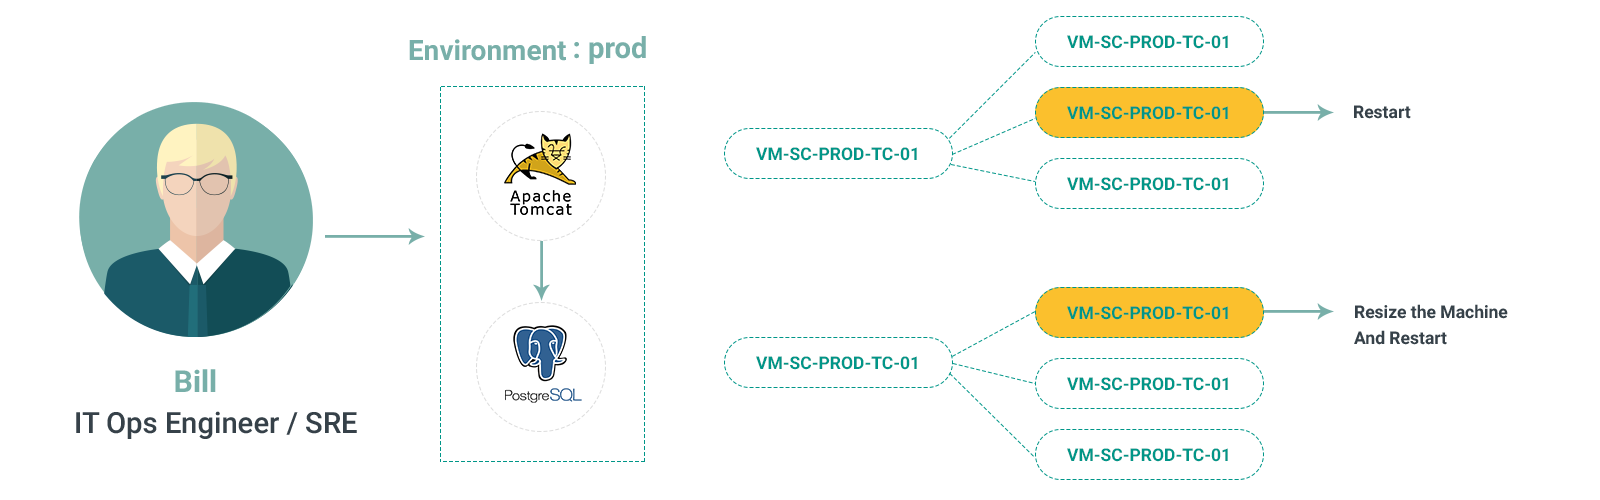 Environment : prod
Apache
Tomcat
PostgreSQL
Bill
IT Ops Engineer / SRE
VM-SC-PROD-TC-01
VM-SC-PROD-TC-01
VM-SC-PROD-TC-01
Restart
VM-SC-PROD-TC-01
VM-SC-PROD-TC-01
VM-SC-PROD-TC-01
Resize the Machine
And Restart
VM-SC-PROD-TC-01
VM-SC-PROD-TC-01